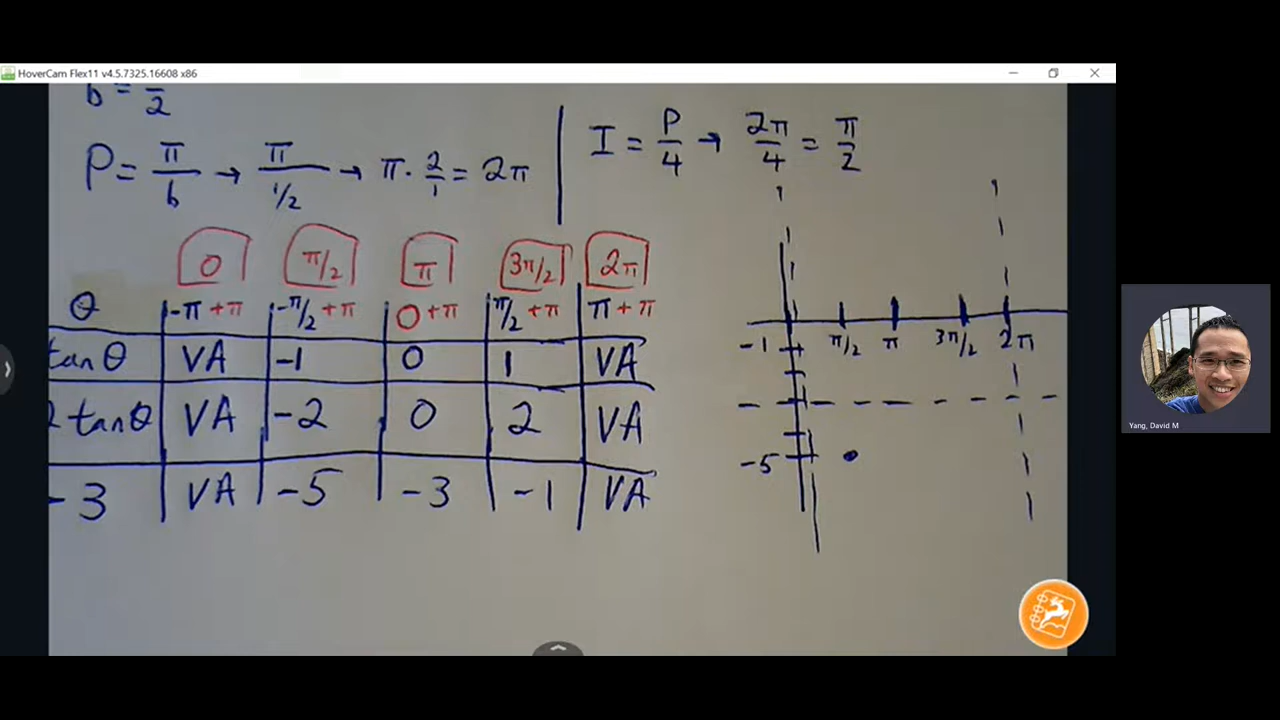 HoverCam Flex11 v4.5.7325.16608 x86
b = 2
P = π/b → π/1/2 → π · 2/1 = 2π
I = P/4 → 2π/4 = π/2
0 π/2 π 3π/2 2π
θ -π+π -π/2+π 0+π π/2+π π+π
tan θ VA -1 0 1 VA
2 tanθ VA -2 0 2 VA
-3 VA -5 -3 -1 VA
-1 π/2 π 3π/2 2π
-5
Yang, David M